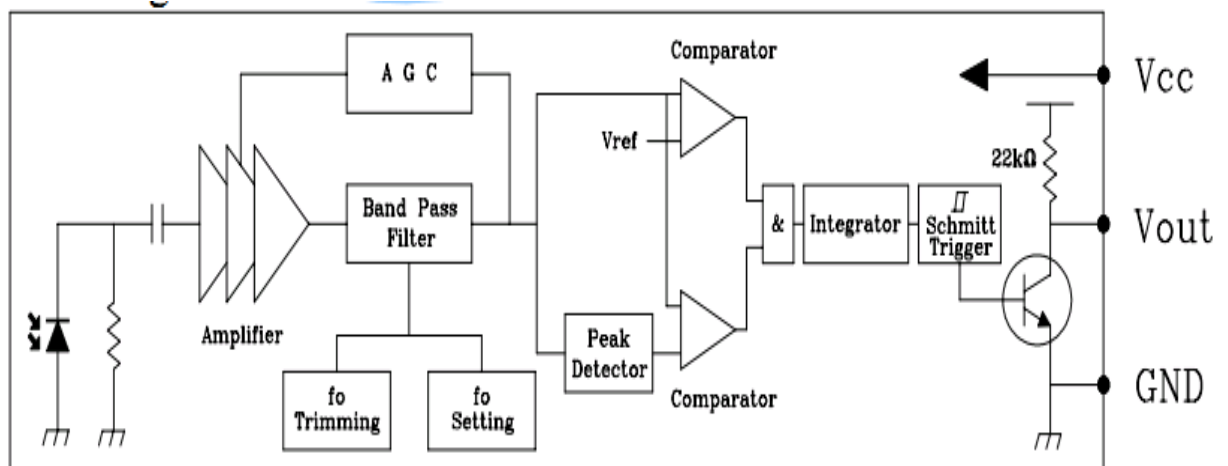 A G C
Comparator
Vcc
Vref
22kΩ
Band Pass
Filter
&
Integrator
Schmitt
Trigger
Vout
Amplifier
Peak
Detector
fo
Trimming
fo
Setting
Comparator
GND